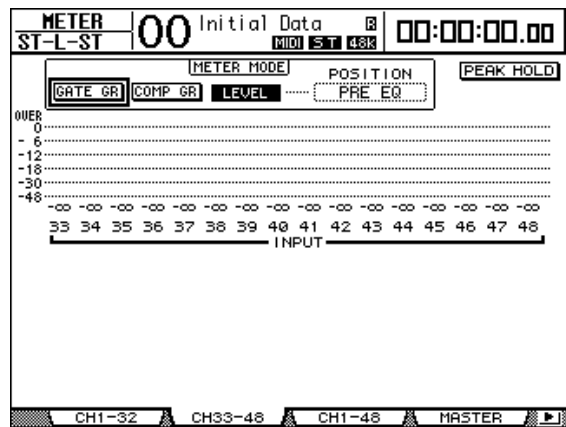 METER
ST-L-ST
00
Initial Data
R
MIDI S.T 48k
00:00:00.00
METER MODE
POSITION
PEAK HOLD
GATE GR
COMP GR
LEVEL
PRE EQ
OVER
0
- 6
-12
-18
-30
-48
-∞ -∞ -∞ -∞ -∞ -∞ -∞ -∞ -∞ -∞ -∞ -∞ -∞ -∞ -∞ -∞
33 34 35 36 37 38 39 40 41 42 43 44 45 46 47 48
INPUT
CH1-32
CH33-48
CH1-48
MASTER